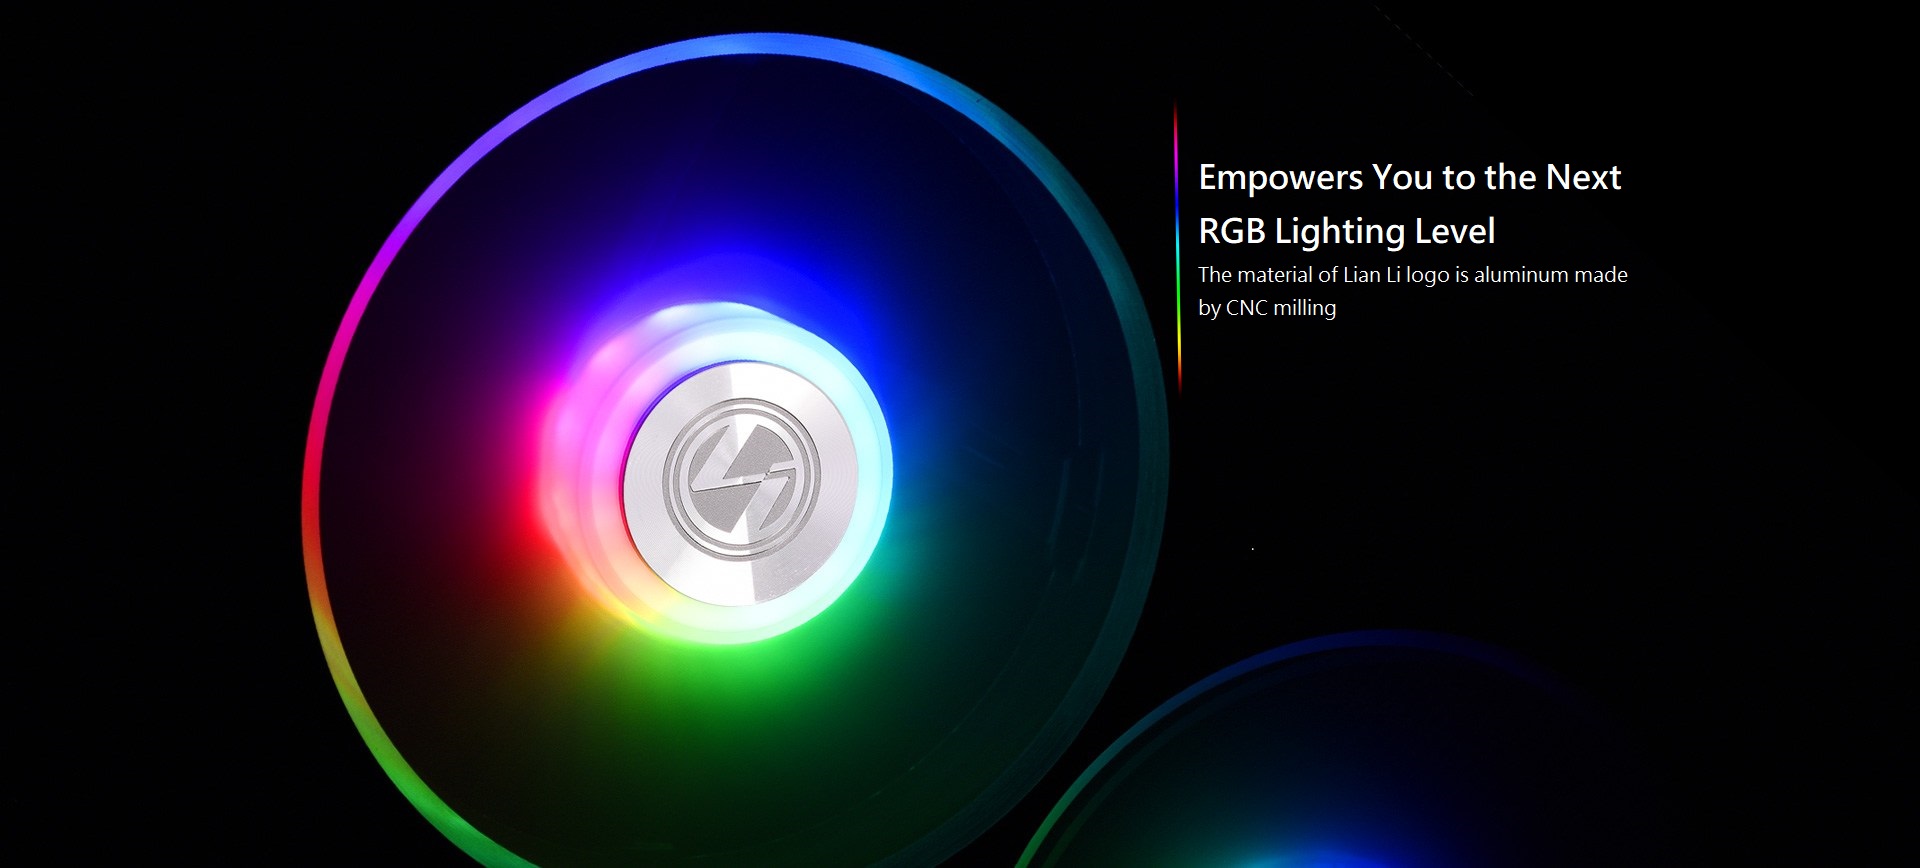 Empowers You to the Next
RGB Lighting Level
The material of Lian Li logo is aluminum made
by CNC milling